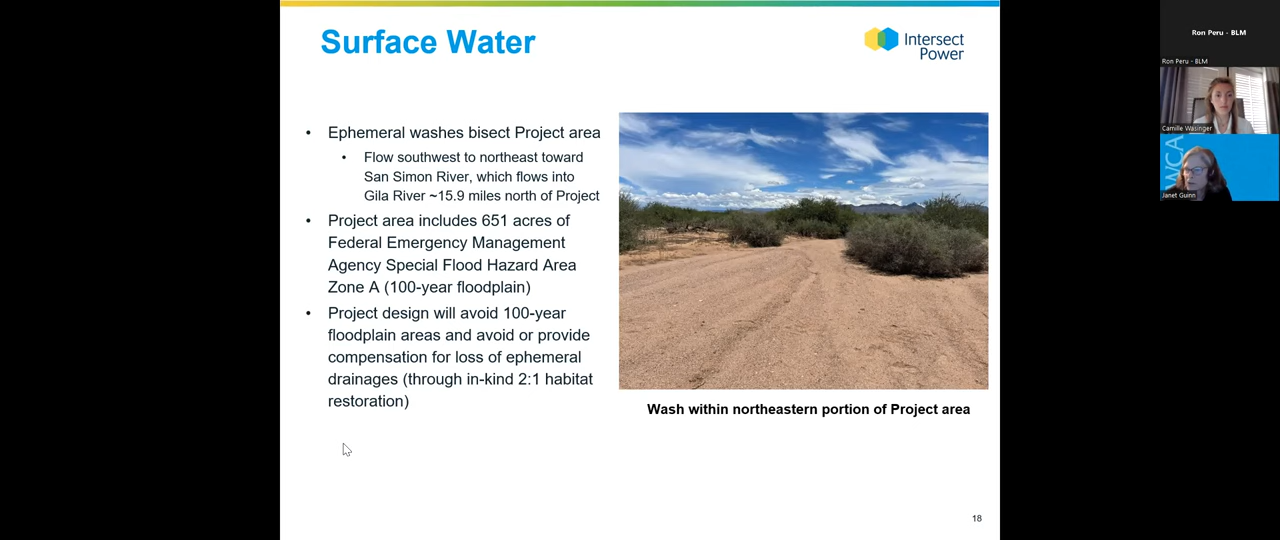 Surface Water
Intersect
Power
• Ephemeral washes bisect Project area
• Flow southwest to northeast toward
San Simon River, which flows into
Gila River ~15.9 miles north of Project
• Project area includes 651 acres of
Federal Emergency Management
Agency Special Flood Hazard Area
Zone A (100-year floodplain)
• Project design will avoid 100-year
floodplain areas and avoid or provide
compensation for loss of ephemeral
drainages (through in-kind 2:1 habitat
restoration)
Wash within northeastern portion of Project area
18
Ron Peru - BLM
Ron Peru - BLM
Camille Wasinger
WCA
Janet Guinn